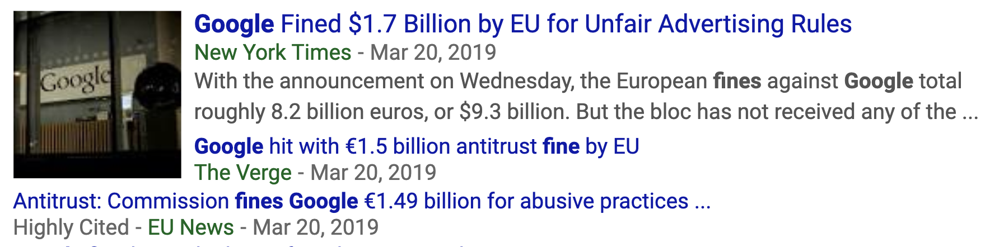 Google
Google Fined $1.7 Billion by EU for Unfair Advertising Rules
New York Times - Mar 20, 2019
With the announcement on Wednesday, the European fines against Google total
roughly 8.2 billion euros, or $9.3 billion. But the bloc has not received any of the ...
Google hit with €1.5 billion antitrust fine by EU
The Verge - Mar 20, 2019
Antitrust: Commission fines Google €1.49 billion for abusive practices ...
Highly Cited - EU News - Mar 20, 2019